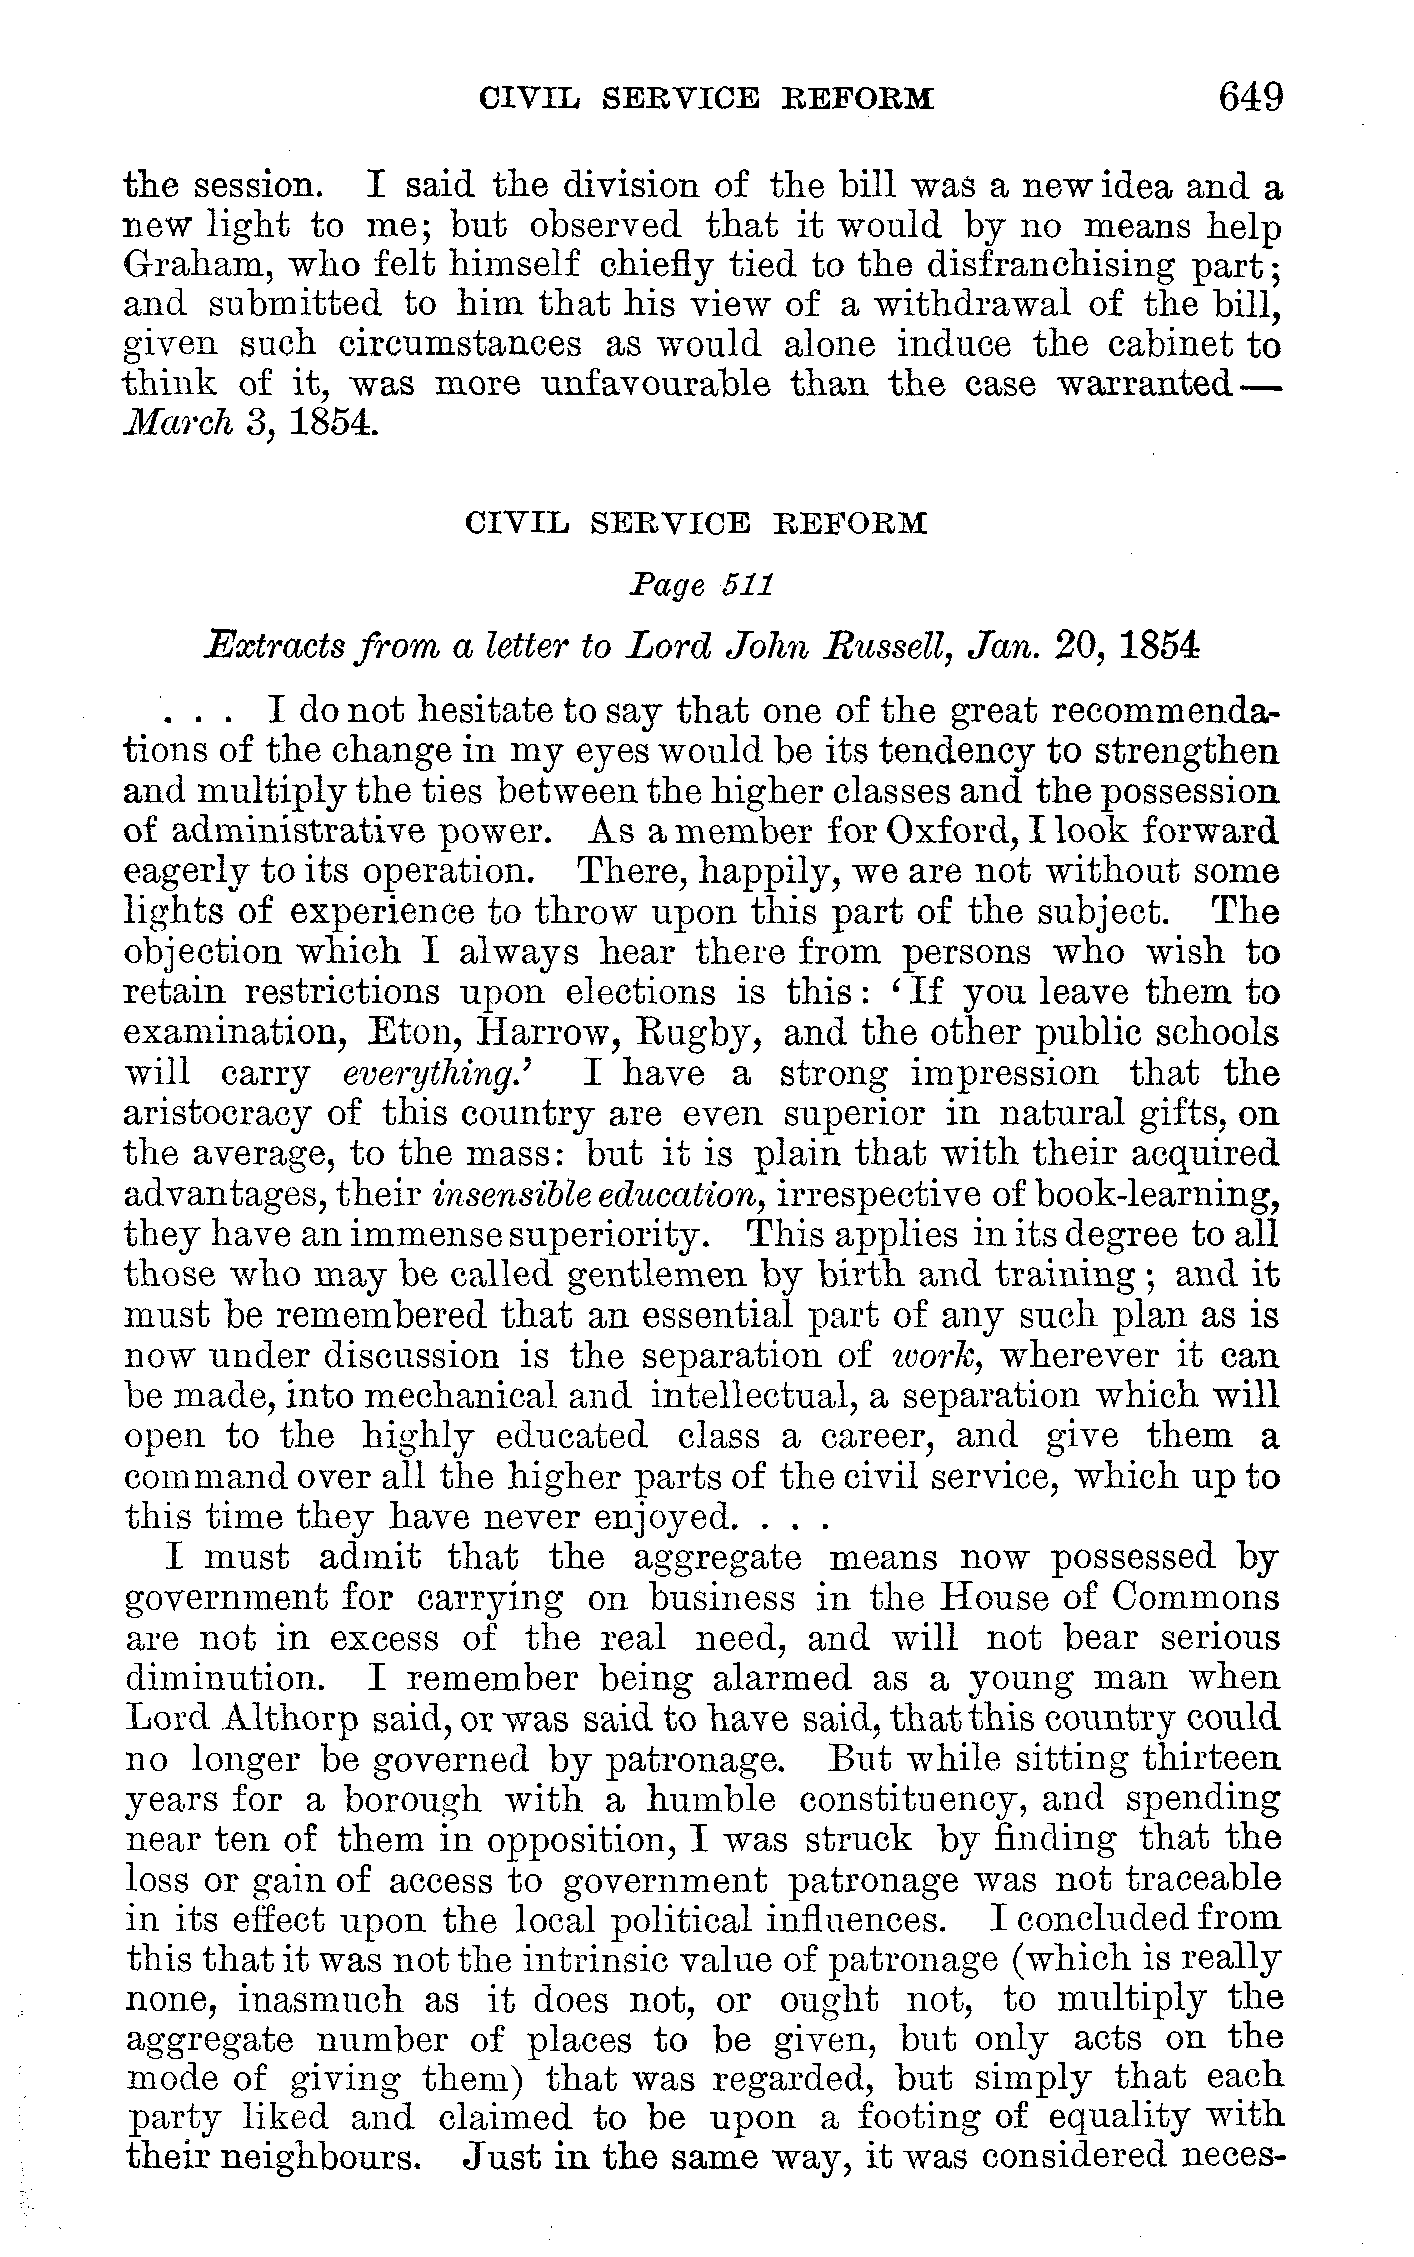 CIVIL SERVICE REFORM 649
the session. I said the division of the bill was a new idea and a
new light to me; but observed that it would by no means help
Graham, who felt himself chiefly tied to the disfranchising part;
and submitted to him that his view of a withdrawal of the bill,
given such circumstances as would alone induce the cabinet to
think of it, was more unfavourable than the case warranted—
March 3, 1854.
CIVIL SERVICE REFORM
Page 511
Extracts from a letter to Lord John Russell, Jan. 20, 1854
. . . I do not hesitate to say that one of the great recommenda-
tions of the change in my eyes would be its tendency to strengthen
and multiply the ties between the higher classes and the possession
of administrative power. As a member for Oxford, I look forward
eagerly to its operation. There, happily, we are not without some
lights of experience to throw upon this part of the subject. The
objection which I always hear there from persons who wish to
retain restrictions upon elections is this: ‘If you leave them to
examination, Eton, Harrow, Rugby, and the other public schools
will carry everything.’ I have a strong impression that the
aristocracy of this country are even superior in natural gifts, on
the average, to the mass: but it is plain that with their acquired
advantages, their insensible education, irrespective of book-learning,
they have an immense superiority. This applies in its degree to all
those who may be called gentlemen by birth and training; and it
must be remembered that an essential part of any such plan as is
now under discussion is the separation of work, wherever it can
be made, into mechanical and intellectual, a separation which will
open to the highly educated class a career, and give them a
command over all the higher parts of the civil service, which up to
this time they have never enjoyed. . . .
I must admit that the aggregate means now possessed by
government for carrying on business in the House of Commons
are not in excess of the real need, and will not bear serious
diminution. I remember being alarmed as a young man when
Lord Althorp said, or was said to have said, that this country could
no longer be governed by patronage. But while sitting thirteen
years for a borough with a humble constituency, and spending
near ten of them in opposition, I was struck by finding that the
loss or gain of access to government patronage was not traceable
in its effect upon the local political influences. I concluded from
this that it was not the intrinsic value of patronage (which is really
none, inasmuch as it does not, or ought not, to multiply the
aggregate number of places to be given, but only acts on the
mode of giving them) that was regarded, but simply that each
party liked and claimed to be upon a footing of equality with
their neighbours. Just in the same way, it was considered neces-